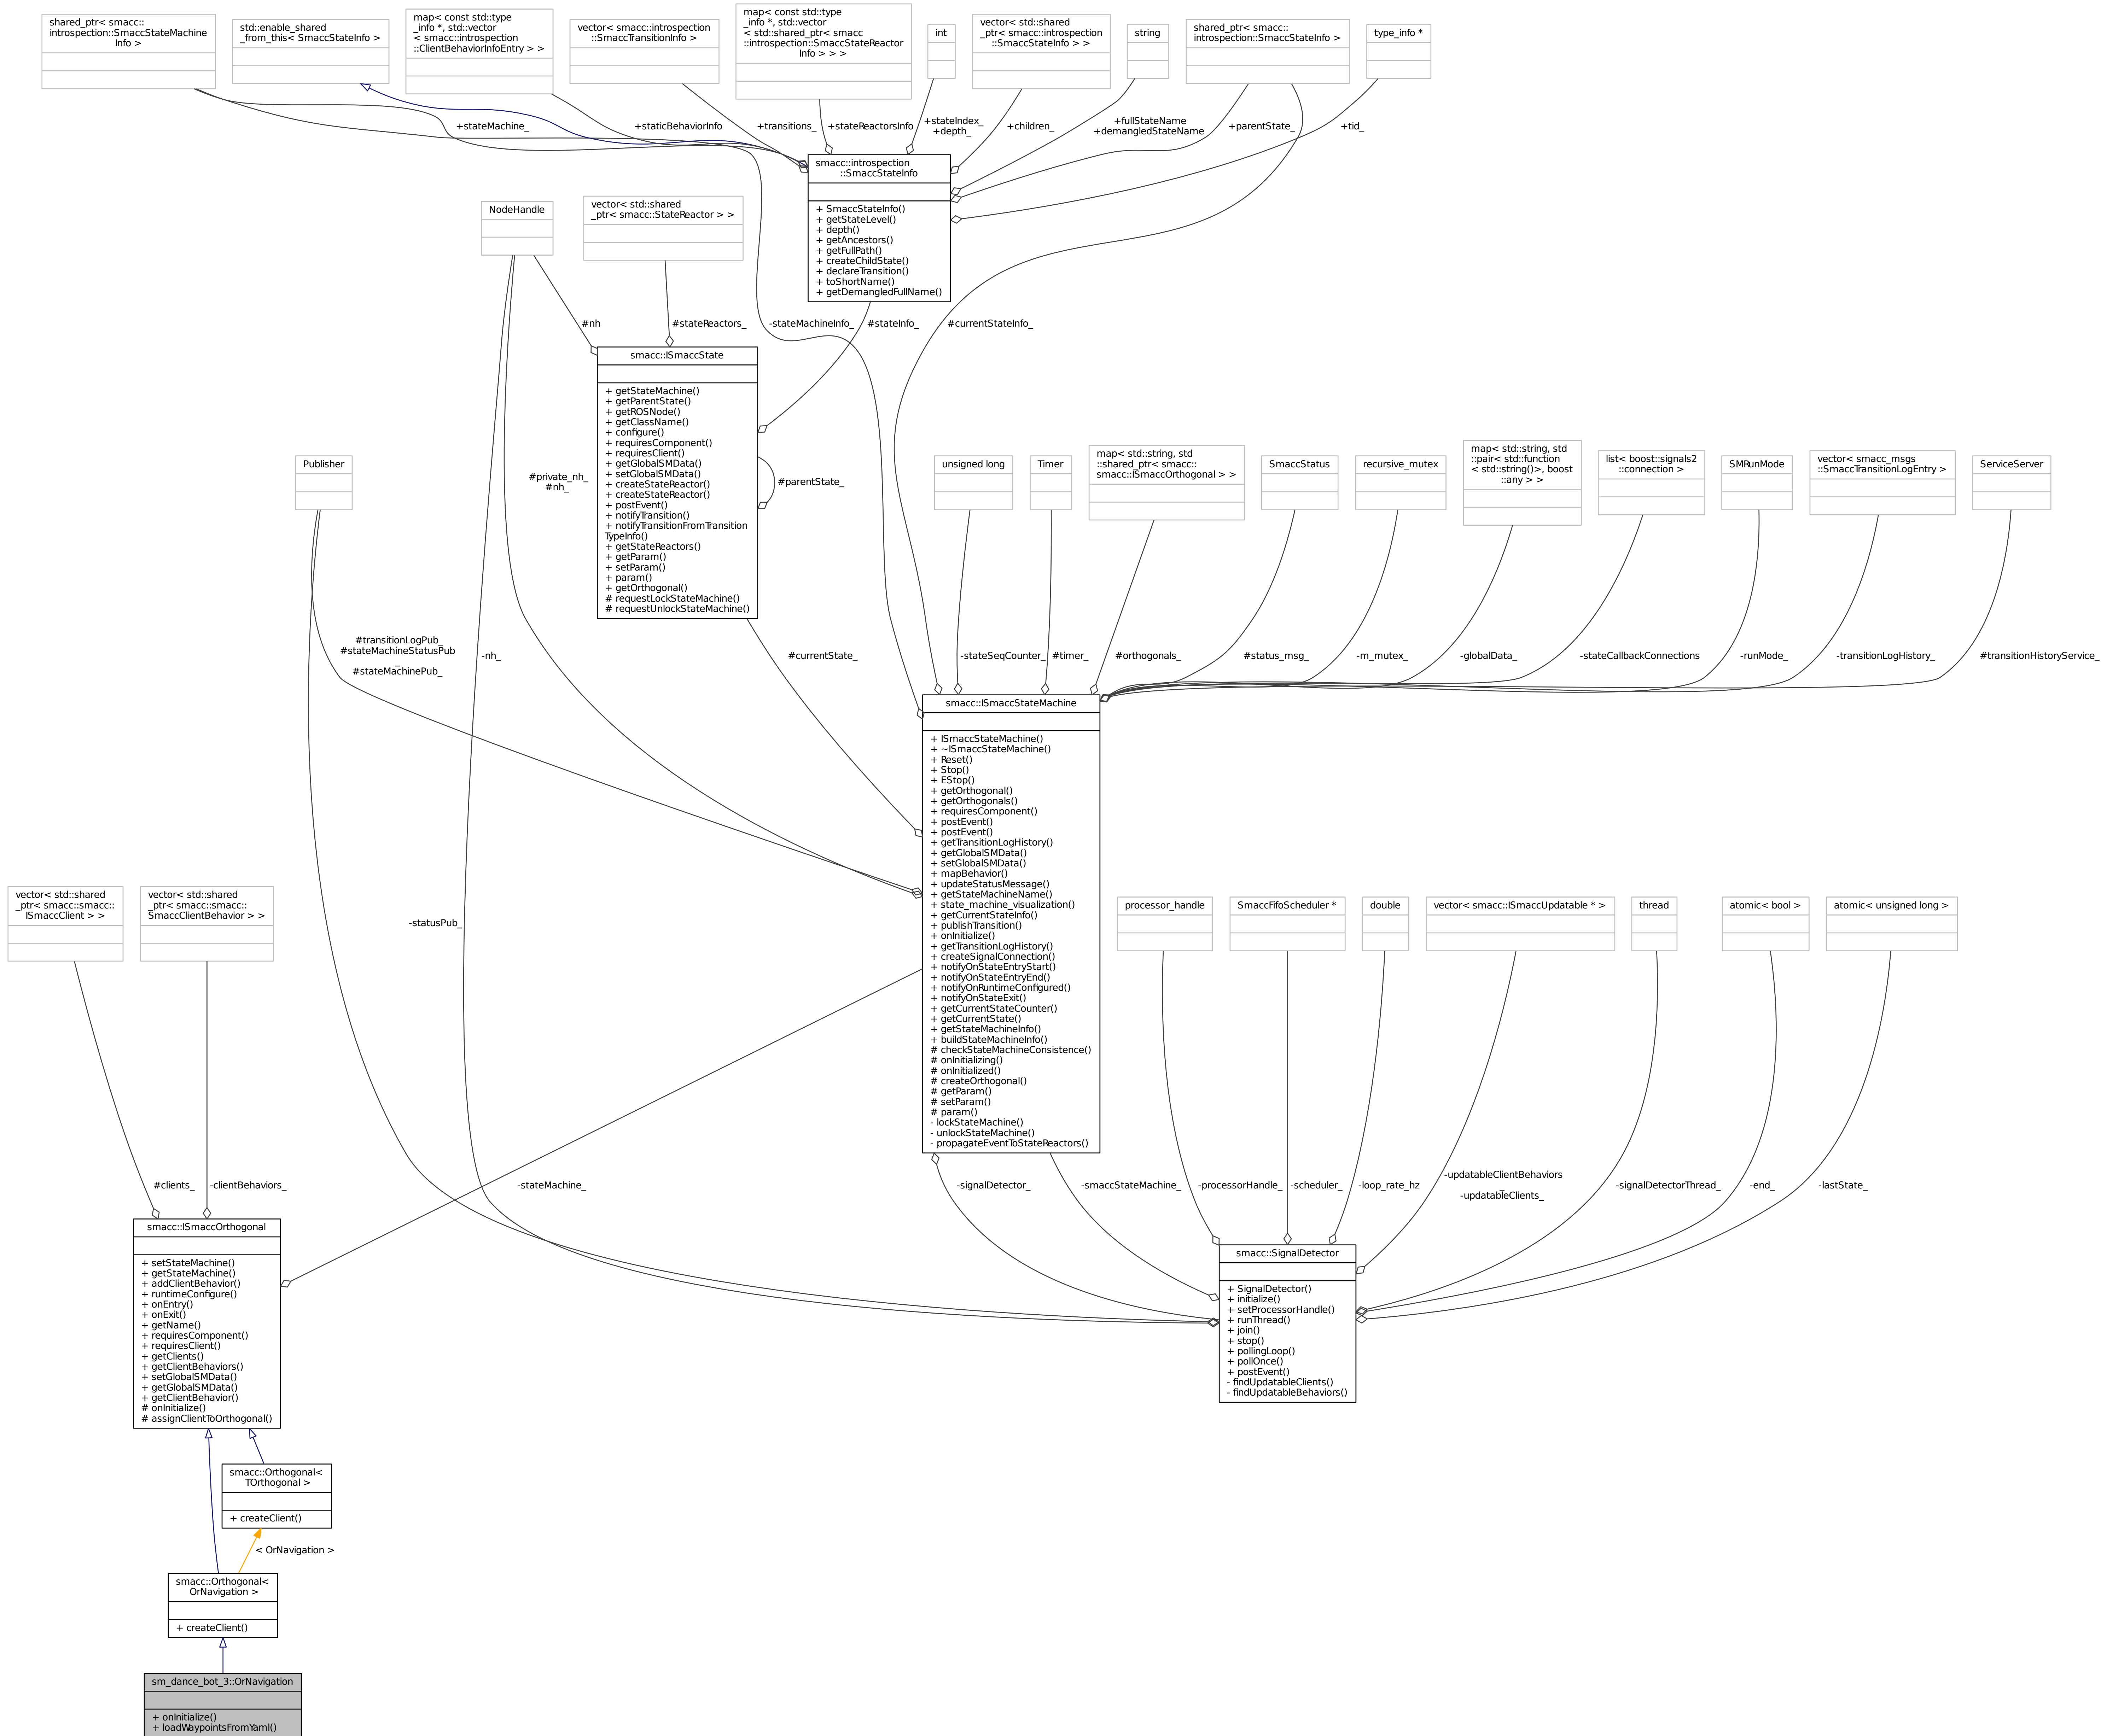 shared_ptr< smacc::
introspection::SmaccStateMachine
Info >
std::enable_shared
_from_this< SmaccStateInfo >
map< const std::type
_info *, std::vector
< smacc::introspection
::ClientBehaviorInfoEntry > >
vector< smacc::introspection
::SmaccTransitionInfo >
map< const std::type
_info *, std::vector
< std::shared_ptr< smacc
::introspection::SmaccStateReactor
Info > > >
int
vector< std::shared
_ptr< smacc::introspection
::SmaccStateInfo > >
string
shared_ptr< smacc::
introspection::SmaccStateInfo >
type_info *
+stateMachine_
+staticBehaviorInfo
+transitions_
+stateReactorsInfo
+stateIndex_
+depth_
+children_
+fullStateName
+demangledStateName
+parentState_
+tid_
smacc::introspection
::SmaccStateInfo
+ SmaccStateInfo()
+ getStateLevel()
+ depth()
+ getAncestors()
+ getFullPath()
+ createChildState()
+ declareTransition()
+ toShortName()
+ getDemangledFullName()
NodeHandle
vector< std::shared
_ptr< smacc::StateReactor > >
#nh
#stateReactors_
-stateMachineInfo_
#stateInfo_
#currentStateInfo_
smacc::ISmaccState
+ getStateMachine()
+ getParentState()
+ getROSNode()
+ getClassName()
+ configure()
+ requiresComponent()
+ requiresClient()
+ getGlobalSMData()
+ setGlobalSMData()
+ createStateReactor()
+ createStateReactor()
+ postEvent()
+ notifyTransition()
+ notifyTransitionFromTransition
TypeInfo()
+ getStateReactors()
+ getParam()
+ setParam()
+ param()
+ getOrthogonal()
# requestLockStateMachine()
# requestUnlockStateMachine()
#parentState_
#private_nh_
#nh_
Publisher
unsigned long
Timer
map< std::string, std
::shared_ptr< smacc::
smacc::ISmaccOrthogonal > >
SmaccStatus
recursive_mutex
map< std::string, std
::pair< std::function
< std::string()>, boost
::any > >
list< boost::signals2
::connection >
SMRunMode
vector< smacc_msgs
::SmaccTransitionLogEntry >
ServiceServer
#transitionLogPub_
#stateMachineStatusPub
_
#stateMachinePub_
-nh_
#currentState_
-stateSeqCounter_
#timer_
#orthogonals_
#status_msg_
-m_mutex_
-globalData_
-stateCallbackConnections
-runMode_
-transitionLogHistory_
#transitionHistoryService_
smacc::ISmaccStateMachine
+ ISmaccStateMachine()
+ ~ISmaccStateMachine()
+ Reset()
+ Stop()
+ EStop()
+ getOrthogonal()
+ getOrthogonals()
+ requiresComponent()
+ postEvent()
+ postEvent()
+ getTransitionLogHistory()
+ getGlobalSMData()
+ setGlobalSMData()
+ mapBehavior()
+ updateStatusMessage()
+ getStateMachineName()
+ state_machine_visualization()
+ getCurrentStateInfo()
+ publishTransition()
+ onInitialize()
+ getTransitionLogHistory()
+ createSignalConnection()
+ notifyOnStateEntryStart()
+ notifyOnStateEntryEnd()
+ notifyOnRuntimeConfigured()
+ notifyOnStateExit()
+ getCurrentStateCounter()
+ getCurrentState()
+ getStateMachineInfo()
+ buildStateMachineInfo()
# checkStateMachineConsistence()
# onInitializing()
# onInitialized()
# createOrthogonal()
# getParam()
# setParam()
# param()
- lockStateMachine()
- unlockStateMachine()
- propagateEventToStateReactors()
vector< std::shared
_ptr< smacc::smacc::
ISmaccClient > >
vector< std::shared
_ptr< smacc::smacc::
SmaccClientBehavior > >
-statusPub_
processor_handle
SmaccFifoScheduler *
double
vector< smacc::ISmaccUpdatable * >
thread
atomic< bool >
atomic< unsigned long >
#clients_
-clientBehaviors_
-stateMachine_
-signalDetector_
-smaccStateMachine_
-processorHandle_
-scheduler_
-loop_rate_hz
-updatableClientBehaviors
_
-updatableClients_
-signalDetectorThread_
-end_
-lastState_
smacc::ISmaccOrthogonal
+ setStateMachine()
+ getStateMachine()
+ addClientBehavior()
+ runtimeConfigure()
+ onEntry()
+ onExit()
+ getName()
+ requiresComponent()
+ requiresClient()
+ getClients()
+ getClientBehaviors()
+ setGlobalSMData()
+ getGlobalSMData()
+ getClientBehavior()
# onInitialize()
# assignClientToOrthogonal()
smacc::SignalDetector
+ SignalDetector()
+ initialize()
+ setProcessorHandle()
+ runThread()
+ join()
+ stop()
+ pollingLoop()
+ pollOnce()
+ postEvent()
- findUpdatableClients()
- findUpdatableBehaviors()
smacc::Orthogonal<
TOrthogonal >
+ createClient()
< OrNavigation >
smacc::Orthogonal<
OrNavigation >
+ createClient()
sm_dance_bot_3::OrNavigation
+ onInitialize()
+ loadWaypointsFromYaml()